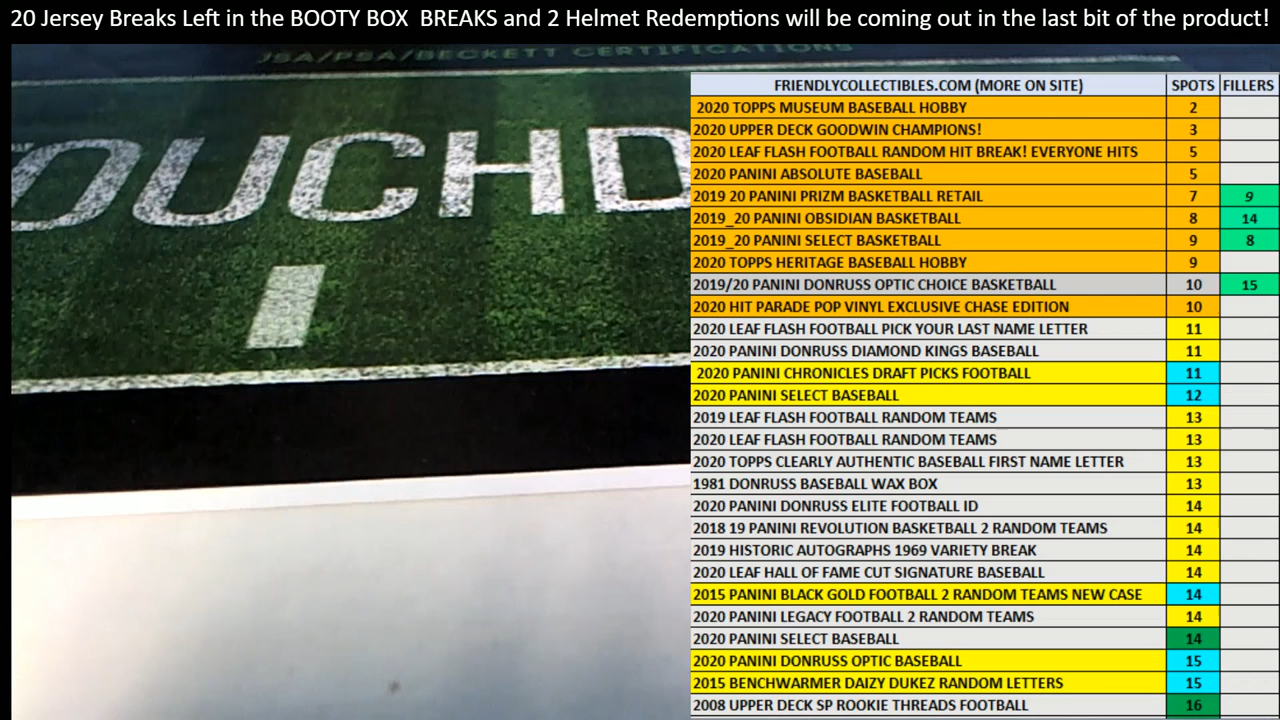 20 Jersey Breaks Left in the BOOTY BOX  BREAKS and 2 Helmet Redemptions will be coming out in the last bit of the product!
JSA/PSA/BECKETT CERTIFICATIONS
OUCHD
FRIENDLYCOLLECTIBLES.COM (MORE ON SITE) SPOTS FILLERS
2020 TOPPS MUSEUM BASEBALL HOBBY 2
2020 UPPER DECK GOODWIN CHAMPIONS! 3
2020 LEAF FLASH FOOTBALL RANDOM HIT BREAK! EVERYONE HITS 5
2020 PANINI ABSOLUTE BASEBALL 5
2019 20 PANINI PRIZM BASKETBALL RETAIL 7 9
2019_20 PANINI OBSIDIAN BASKETBALL 8 14
2019_20 PANINI SELECT BASKETBALL 9 8
2020 TOPPS HERITAGE BASEBALL HOBBY 9
2019/20 PANINI DONRUSS OPTIC CHOICE BASKETBALL 10 15
2020 HIT PARADE POP VINYL EXCLUSIVE CHASE EDITION 10
2020 LEAF FLASH FOOTBALL PICK YOUR LAST NAME LETTER 11
2020 PANINI DONRUSS DIAMOND KINGS BASEBALL 11
2020 PANINI CHRONICLES DRAFT PICKS FOOTBALL 11
2020 PANINI SELECT BASEBALL 12
2019 LEAF FLASH FOOTBALL RANDOM TEAMS 13
2020 LEAF FLASH FOOTBALL RANDOM TEAMS 13
2020 TOPPS CLEARLY AUTHENTIC BASEBALL FIRST NAME LETTER 13
1981 DONRUSS BASEBALL WAX BOX 13
2020 PANINI DONRUSS ELITE FOOTBALL ID 14
2018 19 PANINI REVOLUTION BASKETBALL 2 RANDOM TEAMS 14
2019 HISTORIC AUTOGRAPHS 1969 VARIETY BREAK 14
2020 LEAF HALL OF FAME CUT SIGNATURE BASEBALL 14
2015 PANINI BLACK GOLD FOOTBALL 2 RANDOM TEAMS NEW CASE 14
2020 PANINI LEGACY FOOTBALL 2 RANDOM TEAMS 14
2020 PANINI SELECT BASEBALL 14
2020 PANINI DONRUSS OPTIC BASEBALL 15
2015 BENCHWARMER DAIZY DUKEZ RANDOM LETTERS 15
2008 UPPER DECK SP ROOKIE THREADS FOOTBALL 16